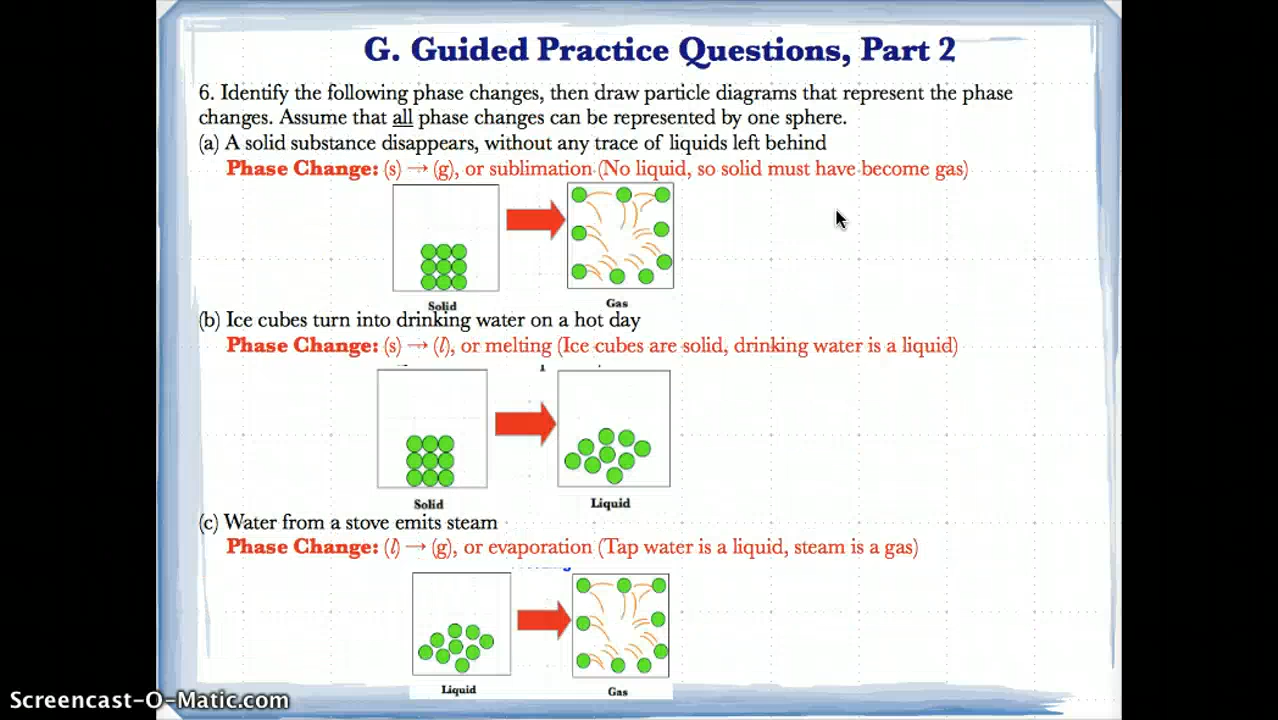 G. Guided Practice Questions, Part 2
6. Identify the following phase changes, then draw particle diagrams that represent the phase
changes. Assume that all phase changes can be represented by one sphere.
(a) A solid substance disappears, without any trace of liquids left behind
Phase Change: (s) → (g), or sublimation (No liquid, so solid must have become gas)
Solid
Gas
(b) Ice cubes turn into drinking water on a hot day
Phase Change: (s) → (l), or melting (Ice cubes are solid, drinking water is a liquid)
Solid
Liquid
(c) Water from a stove emits steam
Phase Change: (l) → (g), or evaporation (Tap water is a liquid, steam is a gas)
Liquid
Gas
Screencast-O-Matic.com